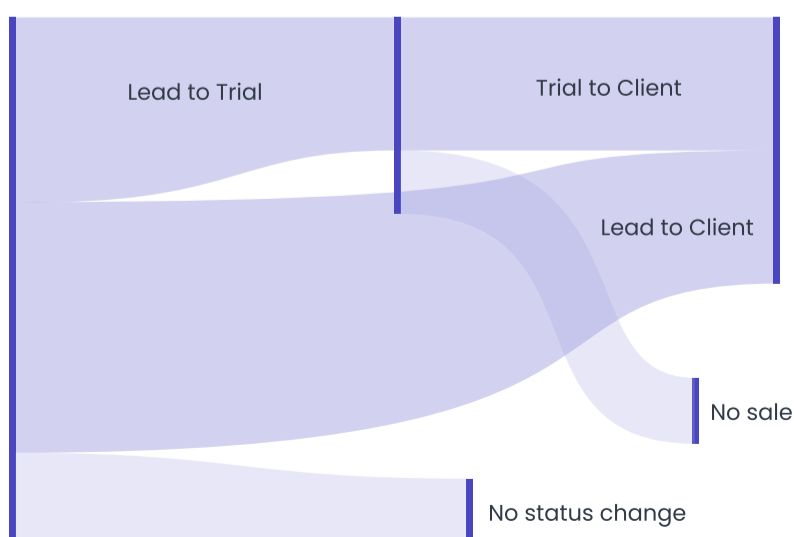 Lead to Trial
Trial to Client
Lead to Client
No sale
No status change